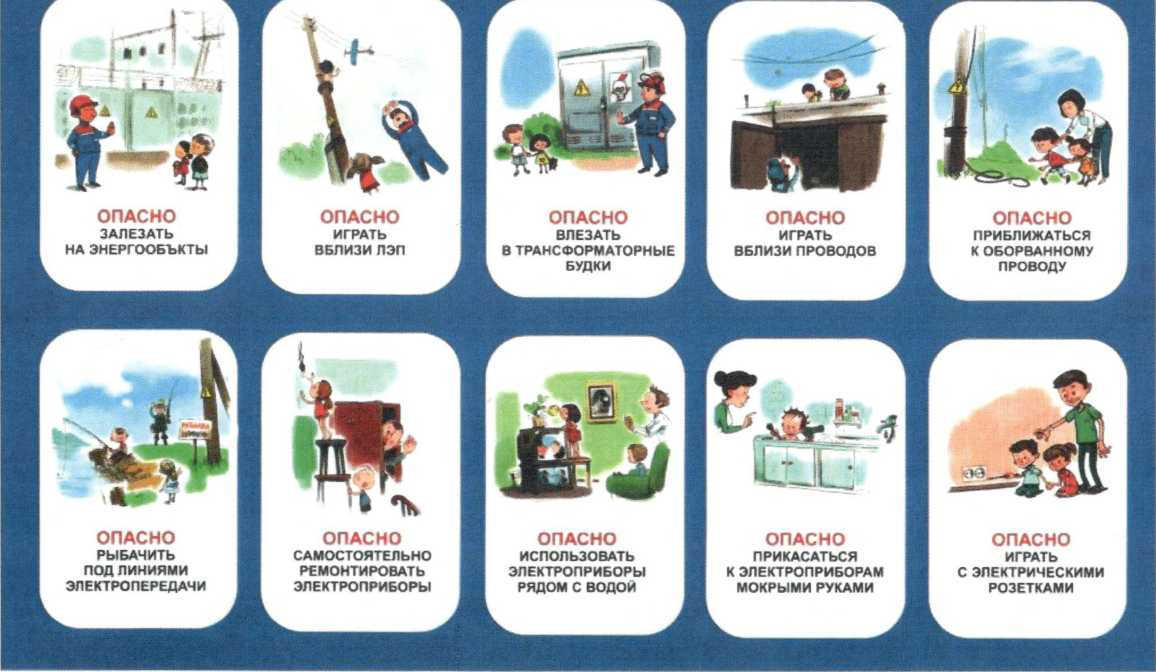 ОПАСНО
ЗАЛЕЗАТЬ
НА ЭНЕРГООБЪКТЫ
ОПАСНО
ИГРАТЬ
ВБЛИЗИ ЛЭП
ОПАСНО
ВЛЕЗАТЬ
В ТРАНСФОРМАТОРНЫЕ
БУДКИ
ОПАСНО
ИГРАТЬ
ВБЛИЗИ ПРОВОДОВ
ОПАСНО
ПРИБЛИЖАТЬСЯ
К ОБОРВАННОМУ
ПРОВОДУ
ОПАСНО
РЫБАЧИТЬ
ПОД ЛИНИЯМИ
ЭЛЕКТРОПЕРЕДАЧИ
ОПАСНО
САМОСТОЯТЕЛЬНО
РЕМОНТИРОВАТЬ
ЭЛЕКТРОПРИБОРЫ
ОПАСНО
ИСПОЛЬЗОВАТЬ
ЭЛЕКТРОПРИБОРЫ
РЯДОМ С ВОДОЙ
ОПАСНО
ПРИКАСАТЬСЯ
К ЭЛЕКТРОПРИБОРАМ
МОКРЫМИ РУКАМИ
ОПАСНО
ИГРАТЬ
С ЭЛЕКТРИЧЕСКИМИ
РОЗЕТКАМИ